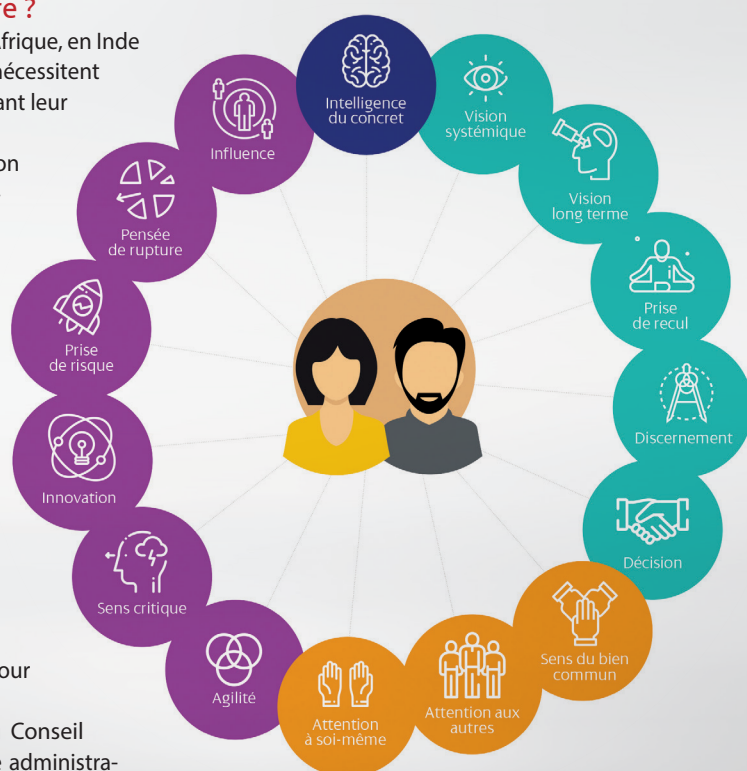 re ?
frique, en Inde
nécessitent
ant leur
on
our
Conseil
administra-
Intelligence
du concret
Vision
systémique
Vision
long terme
Prise
de recul
Discernement
Décision
Sens du bien
commun
Attention aux
autres
Attention
à soi-même
Agilité
Sens critique
Innovation
Prise
de risque
Pensée
de rupture
Influence